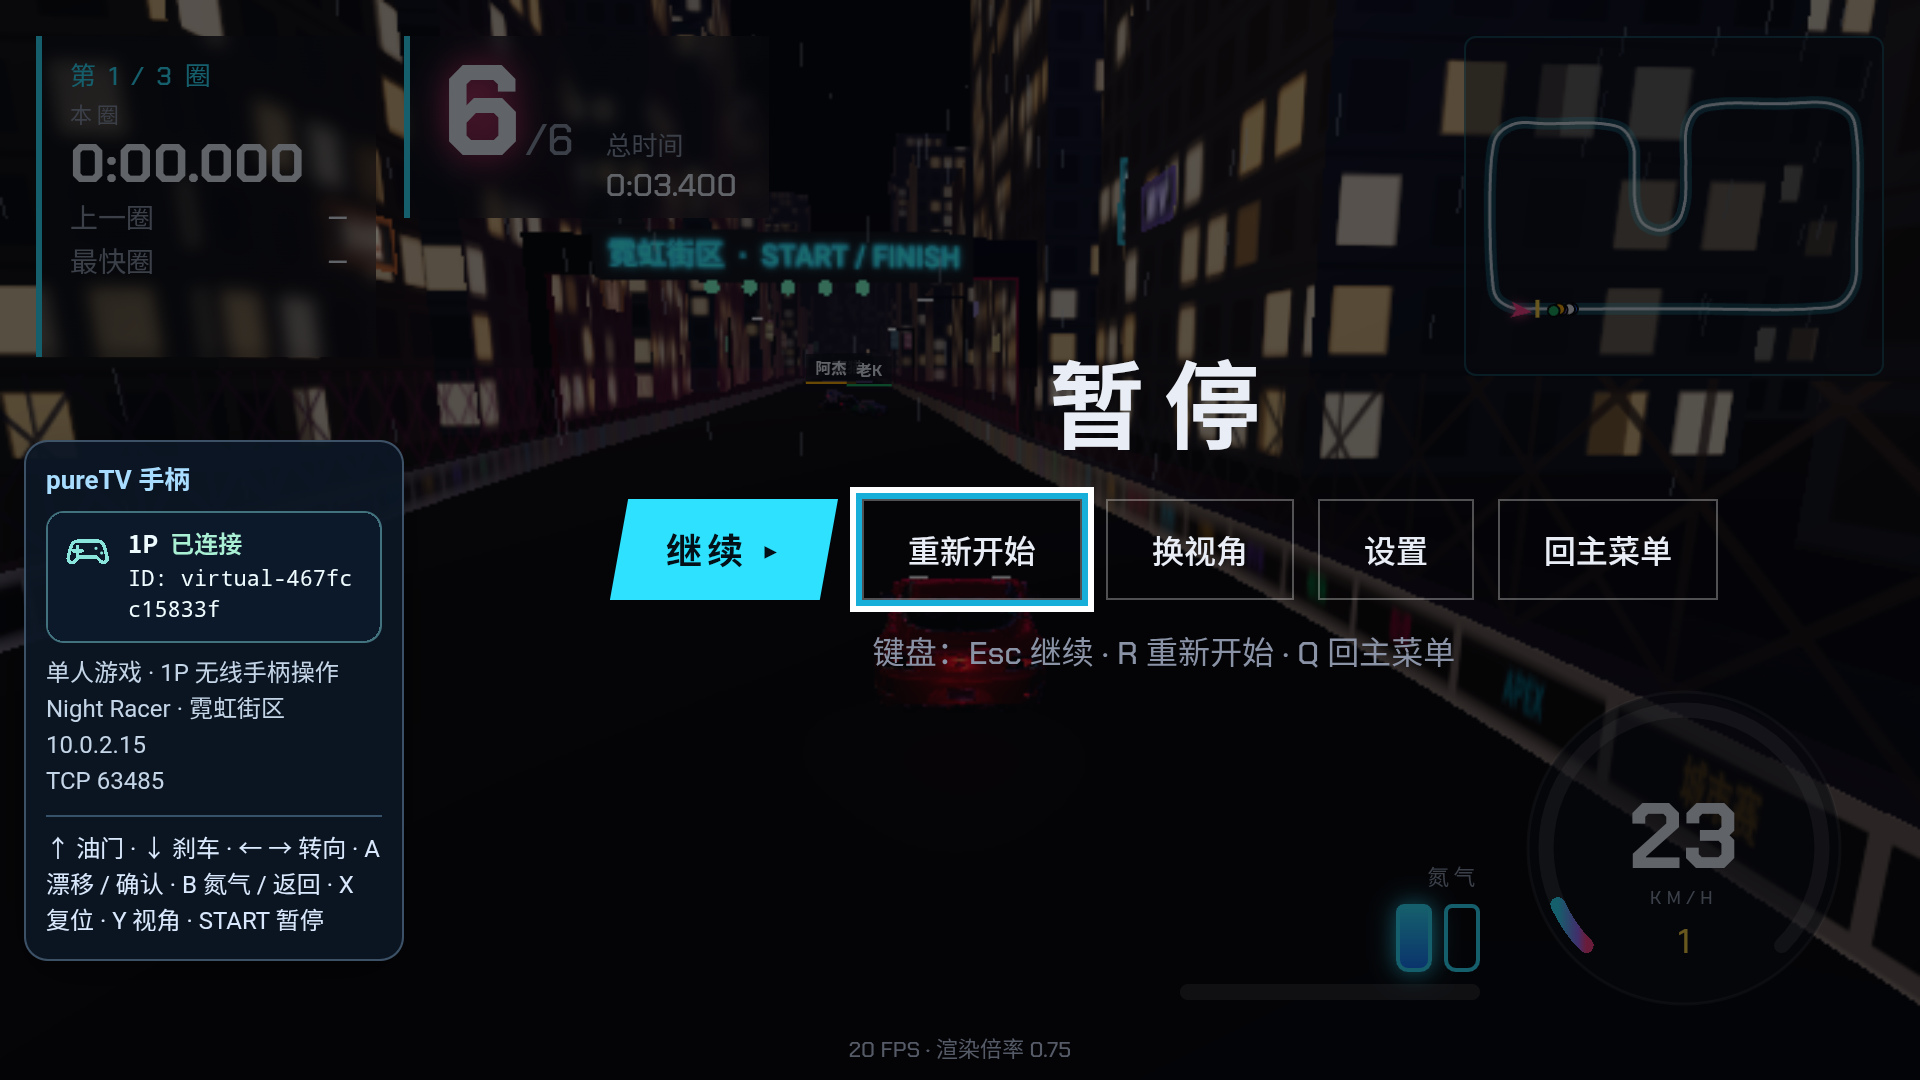 第 1 / 3 圈
本圈
0:00.000
上一圈 —
最快圈 —
6/6
总时间
0:03.400
霓虹街区 · START / FINISH
阿杰 老K
暂停
继续 ▸
重新开始
换视角
设置
回主菜单
键盘：Esc 继续 · R 重新开始 · Q 回主菜单
pureTV 手柄
1P 已连接
ID: virtual-467fc
c15833f
单人游戏 · 1P 无线手柄操作
Night Racer · 霓虹街区
10.0.2.15
TCP 63485
↑ 油门 · ↓ 刹车 · ←→ 转向 · A
漂移 / 确认 · B 氮气 / 返回 · X
复位 · Y 视角 · START 暂停
APEX
氮气
23
KM/H
1
20 FPS · 渲染倍率 0.75